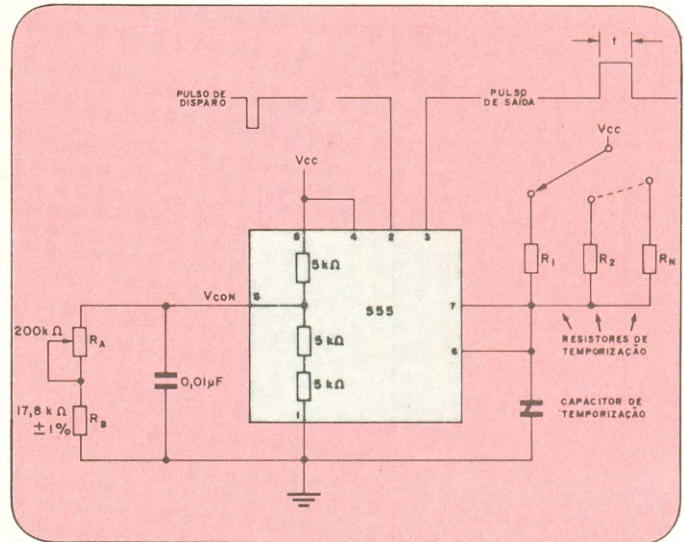 t
PULSO DE
DISPARO
PULSO
DE SAÍDA
Vcc
Vcc
8 4 2 3
5kΩ
R1 R2 RN
VCON 5
555
7
200kΩ RA
5kΩ
RESISTORES DE
TEMPORIZAÇÃO
6
0,01µF
5kΩ
17,8 kΩ RB
±1%
CAPACITOR DE
TEMPORIZAÇÃO
1